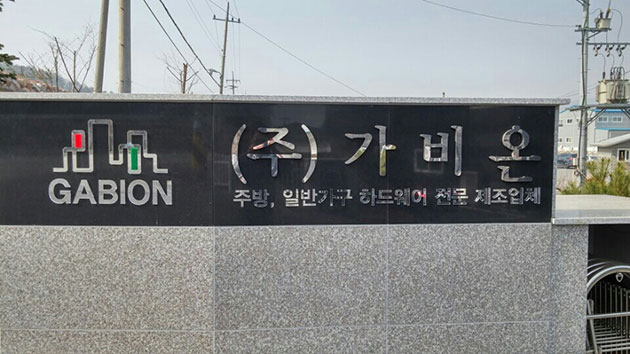 GABION
(주) 가비온
주방, 일반가구 하드웨어 전문 제조업체